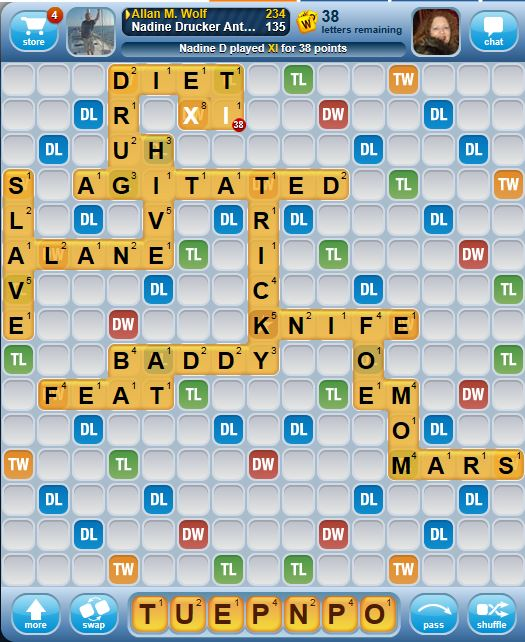 4
store
Allan M. Wolf 234
Nadine Drucker Ant... 135
38
letters remaining
chat
Nadine D played XI for 38 points
D I E T TL TW
DL R X I 38 DW DL
DL U H DL DL
S A G I T A T E D TL TW
L DL V DL R DL DL
A L A N E TL I TL DW
V DL C DL TL
E DW K N I F E
TL B A D D Y O TL
F E A T TL TL E M DW
DL DL DL O DL
TW TL DW M A R S
DL DL DL DL
DL DW DW DL
TW TL TL TW
more
swap
T U E P N P O
pass
shuffle